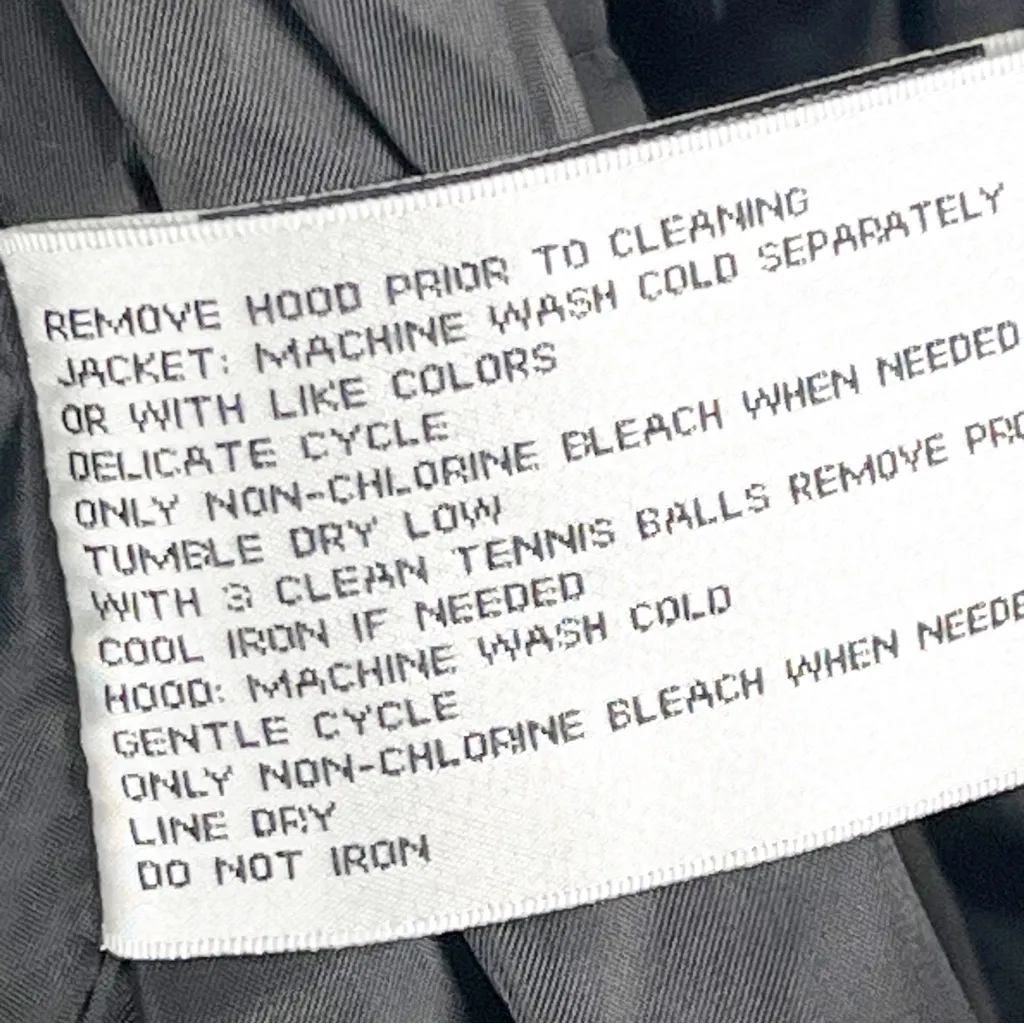 REMOVE HOOD PRIOR TO CLEANING
JACKET: MACHINE WASH COLD SEPARATELY
OR WITH LIKE COLORS
DELICATE CYCLE
ONLY NON-CHLORINE BLEACH WHEN NEEDED
TUMBLE DRY LOW
WITH 3 CLEAN TENNIS BALLS REMOVE
COOL IRON IF NEEDED
HOOD: MACHINE WASH COLD
GENTLE CYCLE
ONLY NON-CHLORINE BLEACH WHEN
LINE DRY
DO NOT IRON